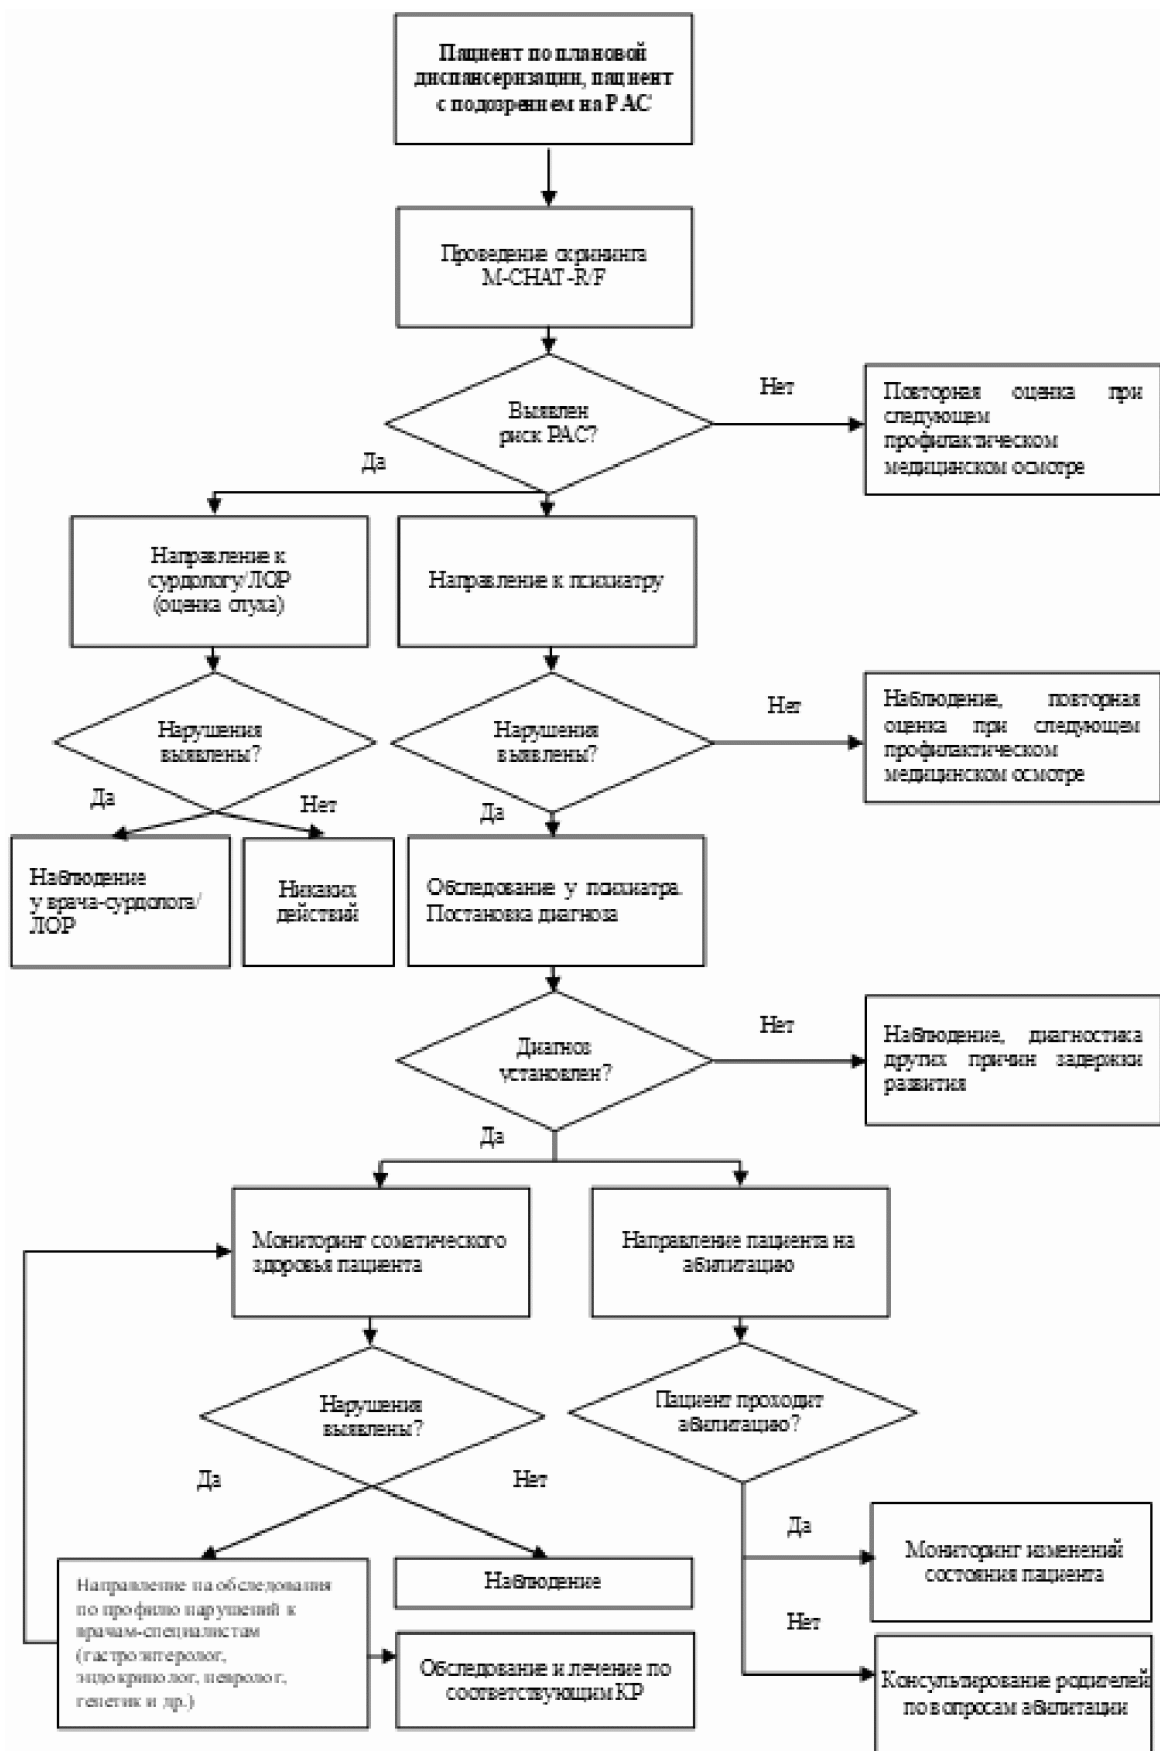 Пациент по плановой
диспансеризации, пациент
с подозрением на РАС
Проведение скрининга
M-CHAT-R/F
Выявлен
риск РАС?
Нет
Повторная оценка при
следующем
профилактическом
медицинском осмотре
Да
Направление к
сурдологу/ЛОР
(оценка слуха)
Направление к психиатру
Нарушения
выявлены?
Нарушения
выявлены?
Нет
Наблюдение, повторная
оценка при следующем
профилактическом
медицинском осмотре
Да
Нет
Да
Наблюдение
у врача-сурдолога/
ЛОР
Никаких
действий
Обследование у психиатра.
Постановка диагноза
Диагноз
установлен?
Нет
Наблюдение, диагностика
других причин задержки
развития
Да
Мониторинг соматического
здоровья пациента
Направление пациента на
абилитацию
Нарушения
выявлены?
Пациент проходит
абилитацию?
Да
Нет
Да
Мониторинг изменений
состояния пациента
Направление на обследования
по профилю нарушений к
врачам-специалистам
(гастроэнтеролог,
эндокринолог, невролог,
генетик и др.)
Наблюдение
Нет
Обследование и лечение по
соответствующим КР
Консультирование родителей
по вопросам абилитации